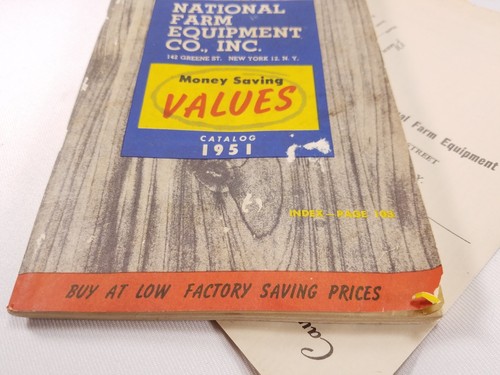 NATIONAL
FARM
EQUIPMENT
CO., INC.
142 GREENE ST. NEW YORK 12, N. Y.
Money Saving
VALUES
CATALOG
1951
INDEX—PAGE 103
BUY AT LOW FACTORY SAVING PRICES
Farm Equipment
STREET